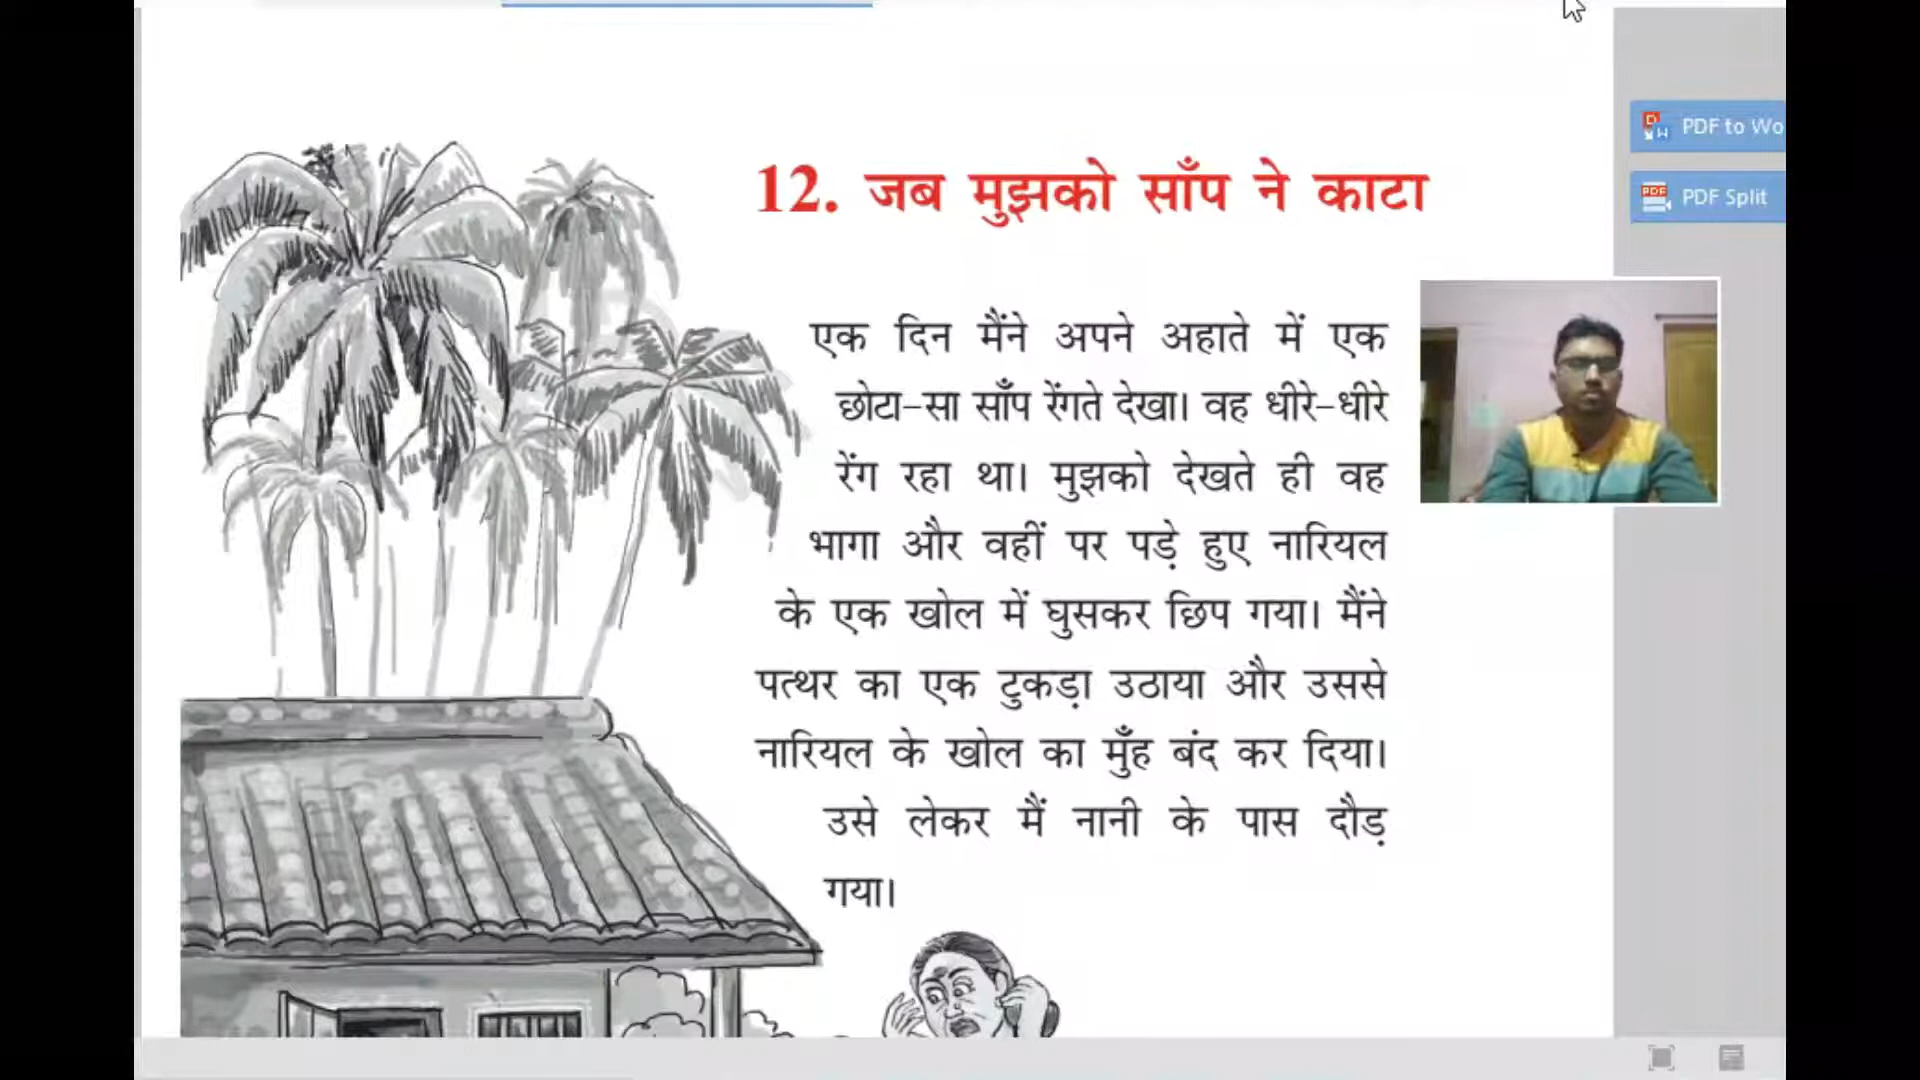 12. जब मुझको साँप ने काटा
एक दिन मैंने अपने अहाते में एक
छोटा-सा साँप रेंगते देखा। वह धीरे-धीरे
रेंग रहा था। मुझको देखते ही वह
भागा और वहीं पर पड़े हुए नारियल
के एक खोल में घुसकर छिप गया। मैंने
पत्थर का एक टुकड़ा उठाया और उससे
नारियल के खोल का मुँह बंद कर दिया।
उसे लेकर मैं नानी के पास दौड़
गया।
PDF to Wo
PDF Split